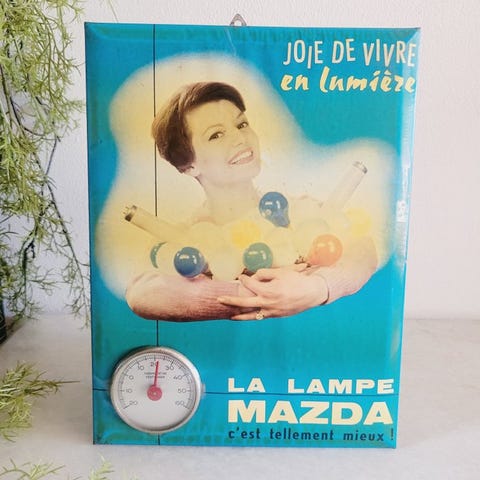 JOIE DE VIVRE
en lumière
LA LAMPE
MAZDA
c'est tellement mieux !